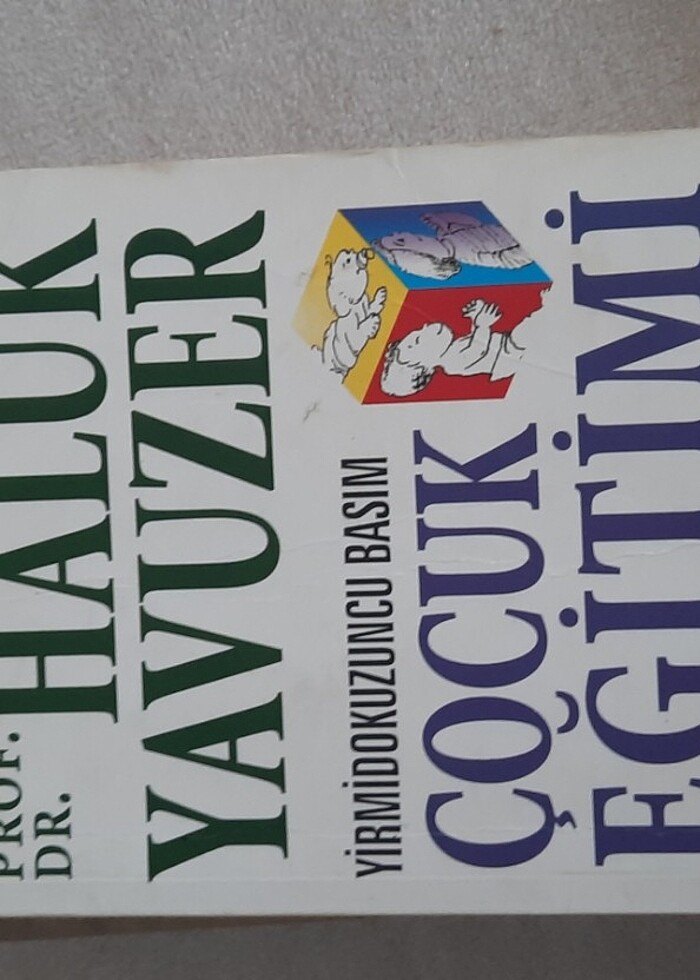 PROF.
DR.
HALUK
YAVUZER
YİRMİDOKUZUNCU BASIM
ÇOCUK
EĞİTİMİ